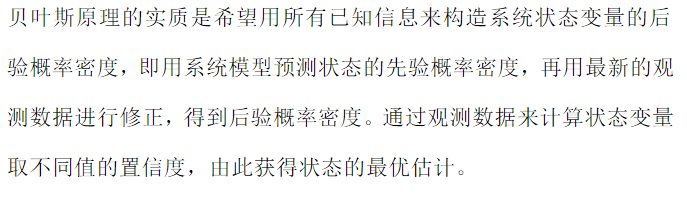 贝叶斯原理的实质是希望用所有已知信息来构造系统状态变量的后
验概率密度，即用系统模型预测状态的先验概率密度，再用最新的观
测数据进行修正，得到后验概率密度。通过观测数据来计算状态变量
取不同值的置信度，由此获得状态的最优估计。